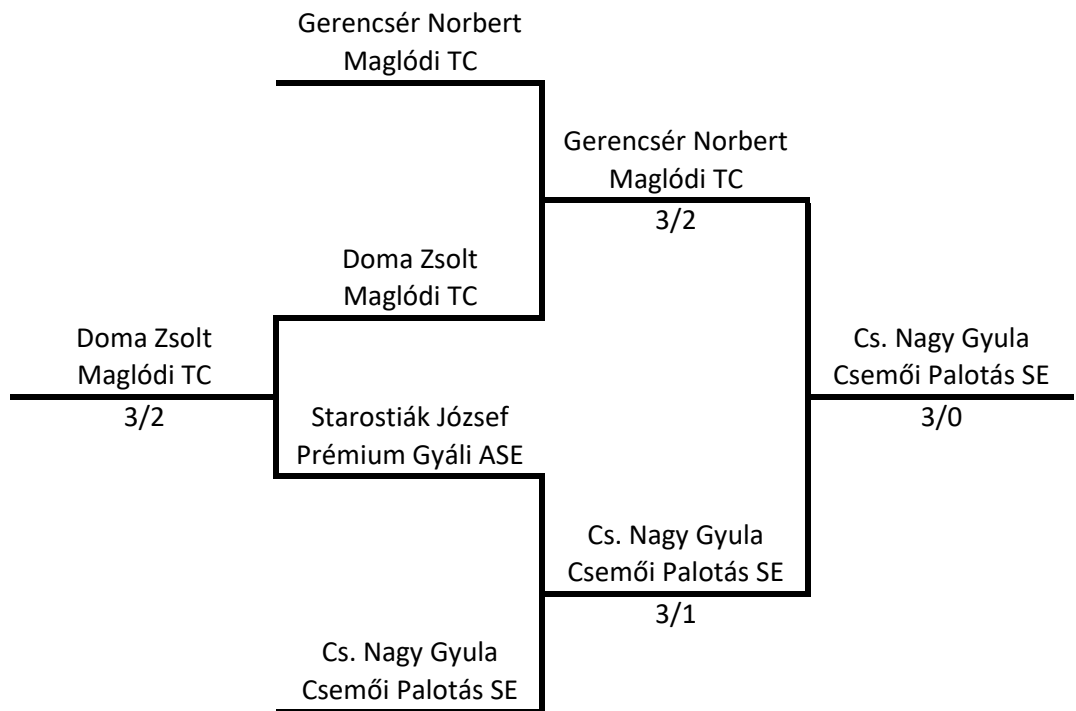 Gerencsér Norbert
Maglódi TC
Gerencsér Norbert
Maglódi TC
3/2
Doma Zsolt
Maglódi TC
Doma Zsolt
Maglódi TC
3/2
Cs. Nagy Gyula
Csemői Palotás SE
3/0
Starostiák József
Prémium Gyáli ASE
Cs. Nagy Gyula
Csemői Palotás SE
3/1
Cs. Nagy Gyula
Csemői Palotás SE